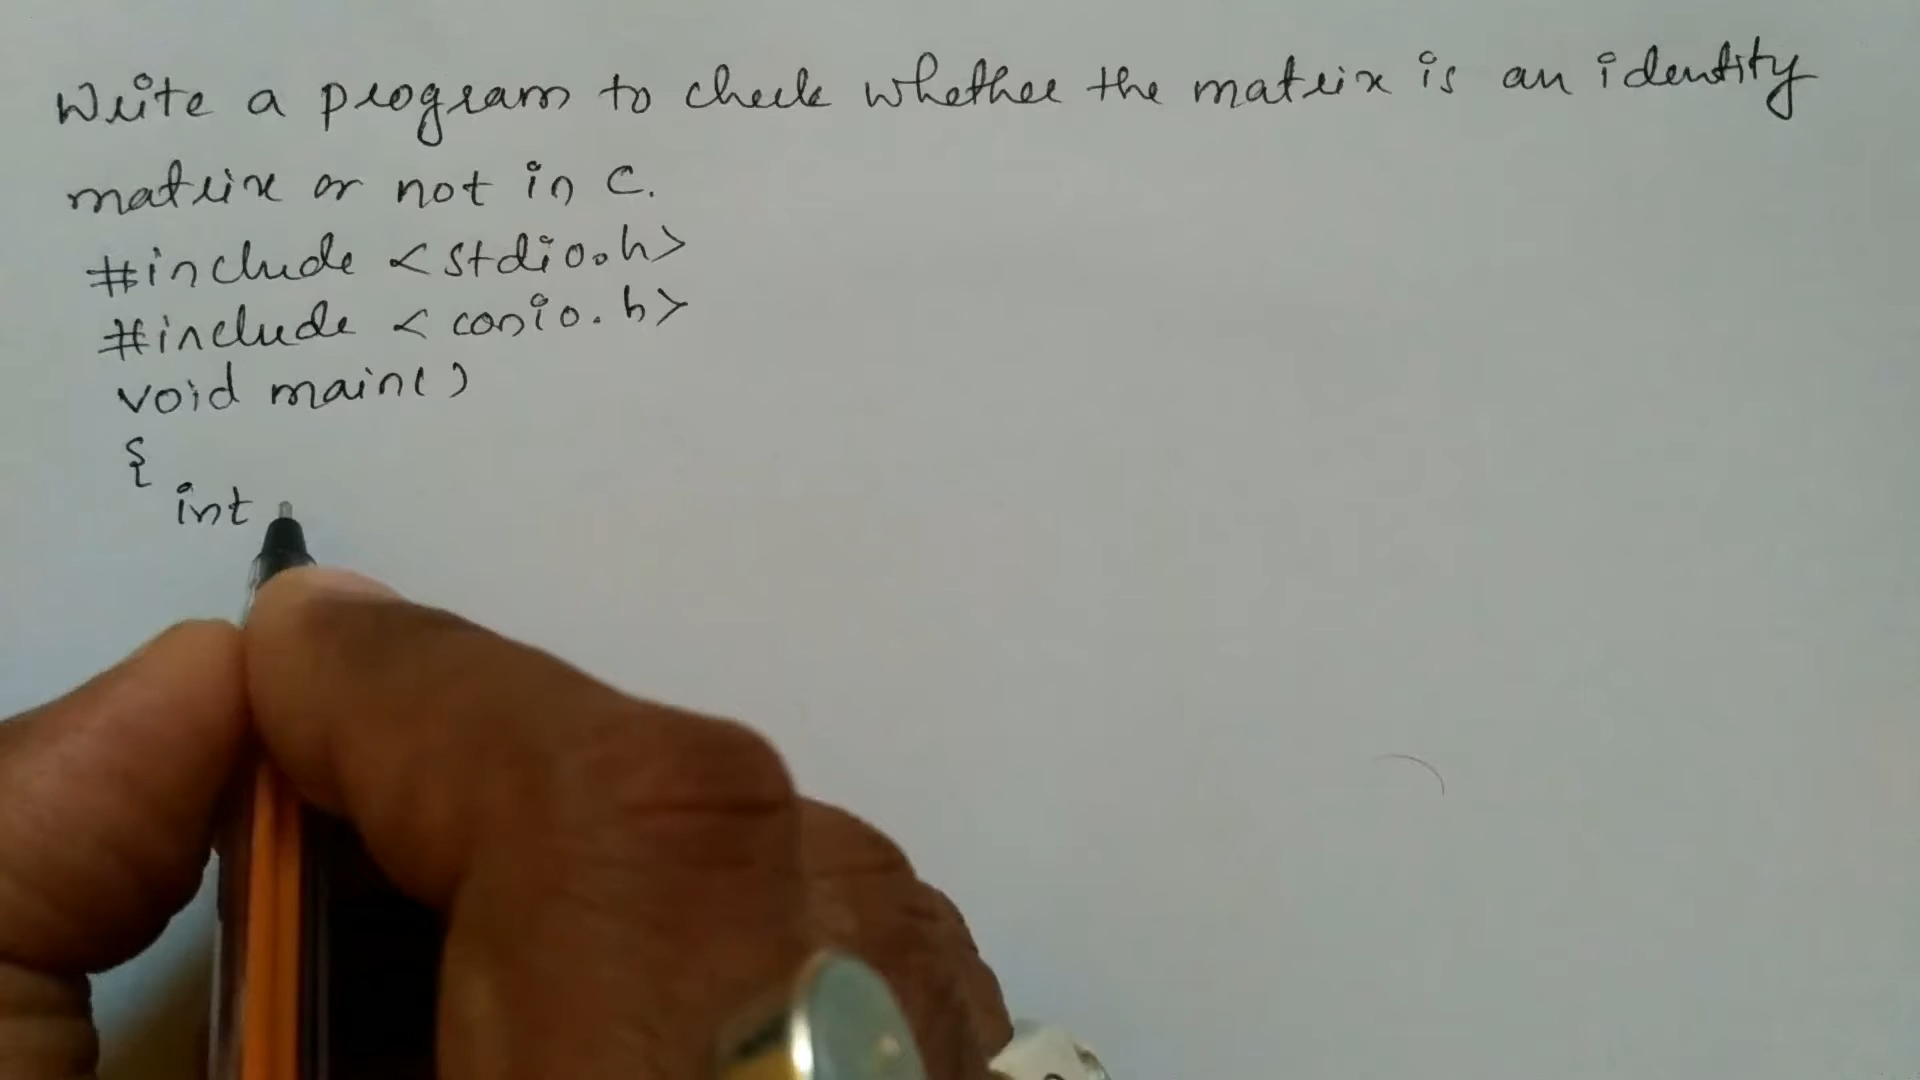 Write a program to check whether the matrix is an identity
matrix or not in C.
#include <stdio.h>
#include <conio.h>
void main()
{
int